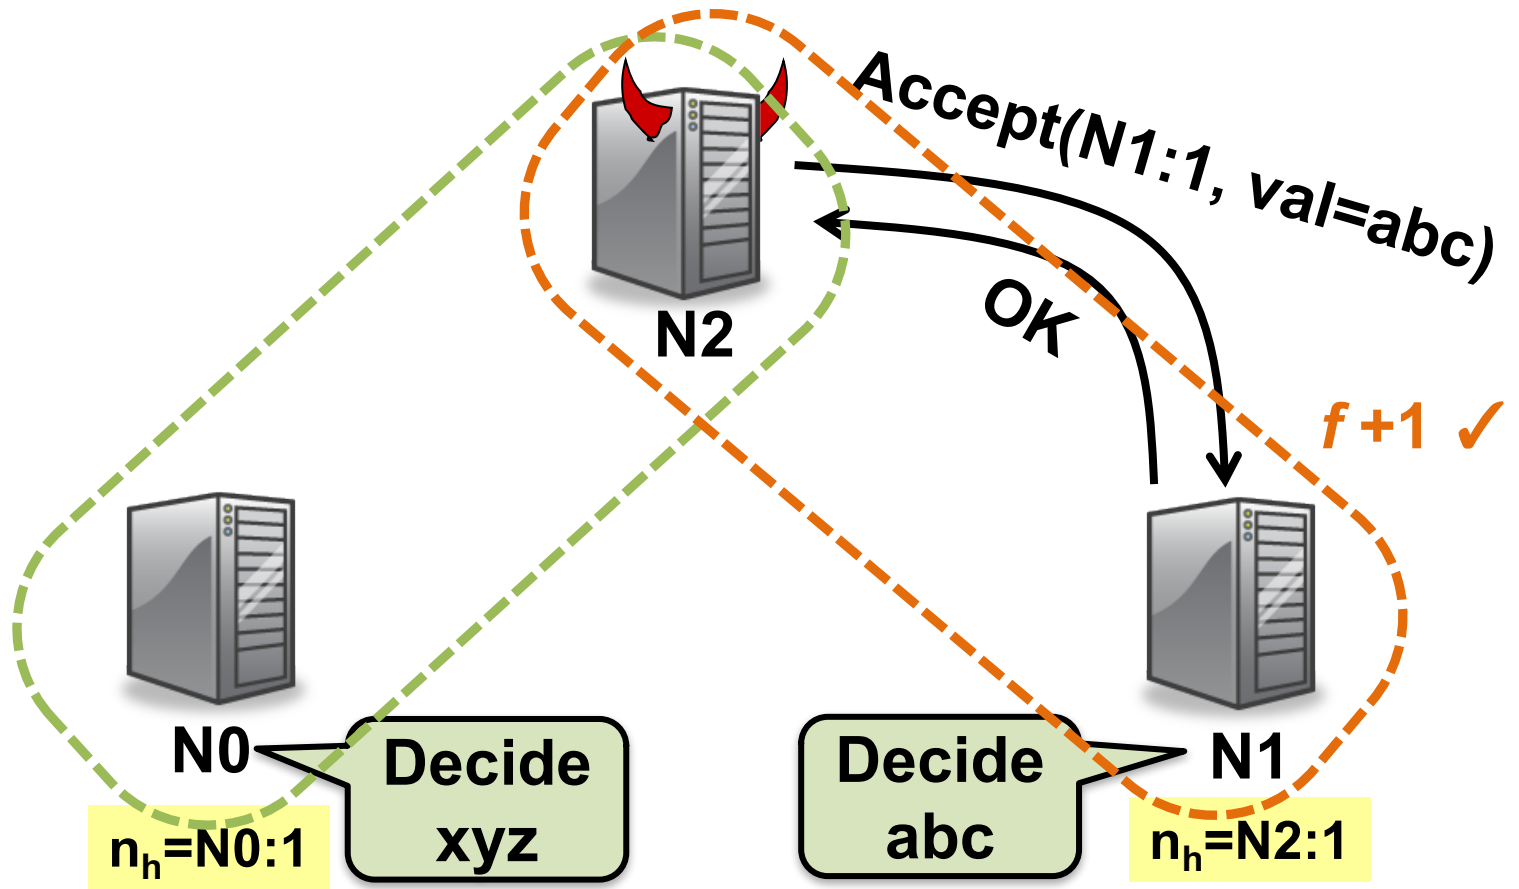 Accept(N1:1, val=abc)
OK
N2
f +1 ✓
N0
Decide
xyz
Decide
abc
N1
nh=N0:1
nh=N2:1